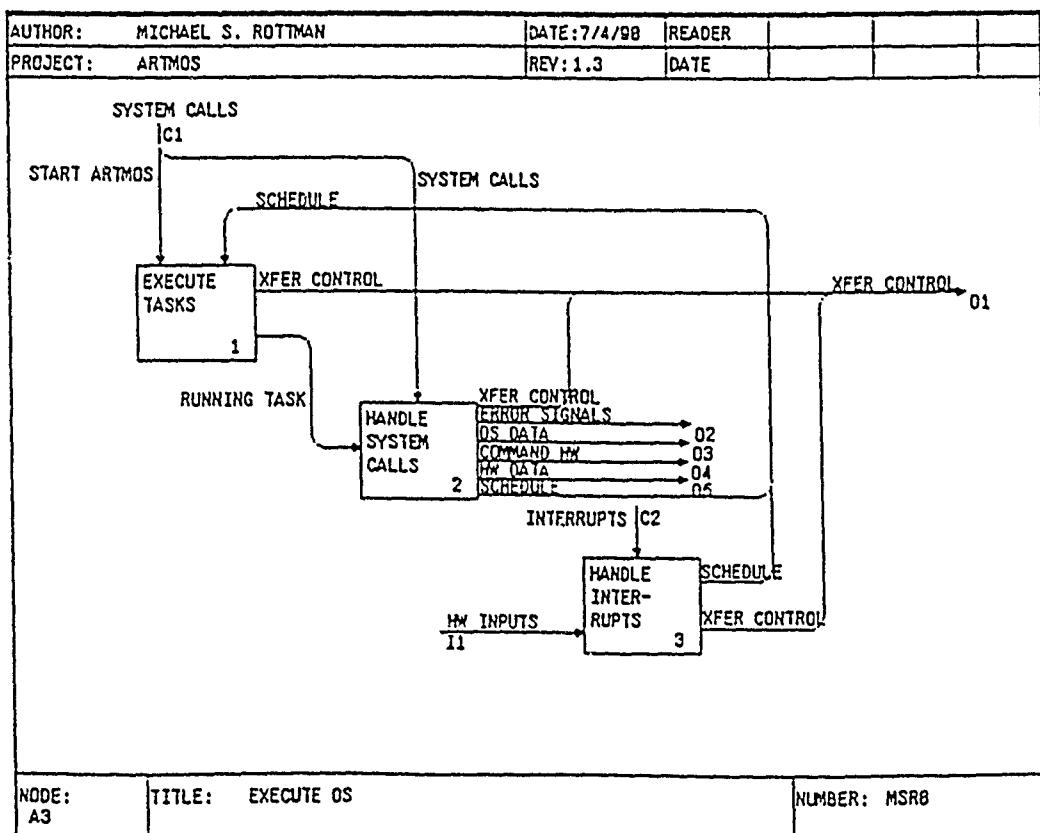 AUTHOR: MICHAEL S. ROTTMAN DATE:7/4/90 READER
PROJECT: ARTMOS REV:1.3 DATE
SYSTEM CALLS
C1
START ARTMOS
SYSTEM CALLS
SCHEDULE
EXECUTE TASKS 1
XFER CONTROL
XFER CONTROL
O1
RUNNING TASK
HANDLE SYSTEM CALLS 2
XFER CONTROL
ERROR SIGNALS
O2
OS DATA
O3
COMMAND HW
O4
HW DATA
O5
SCHEDULE
INTERRUPTS C2
HANDLE INTER-RUPTS 3
SCHEDULE
XFER CONTROL
HW INPUTS
I1
NODE: A3
TITLE: EXECUTE OS
NUMBER: MSR8